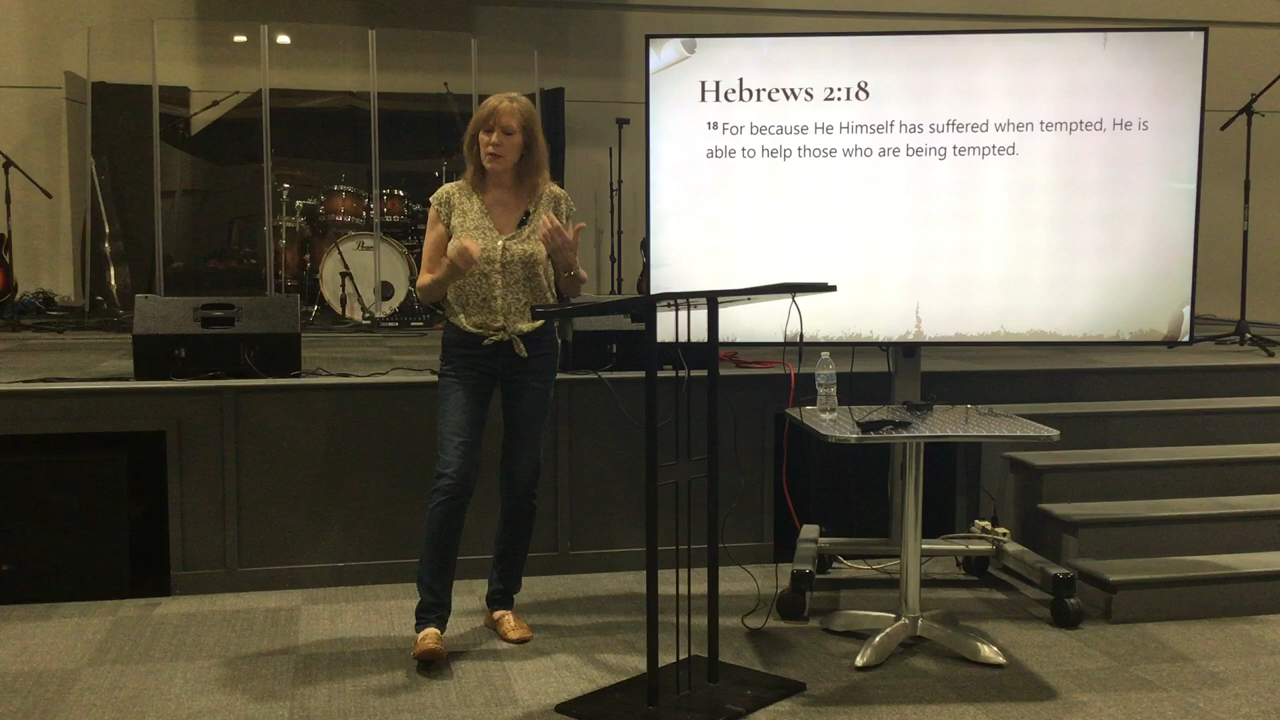 Hebrews 2:18
18 For because He Himself has suffered when tempted, He is
able to help those who are being tempted.
Pearl